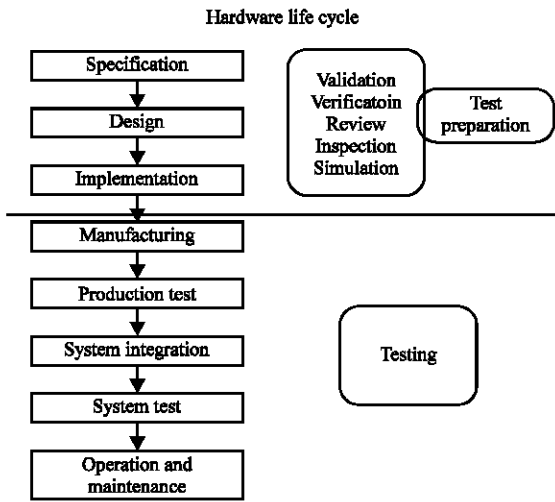 Hardware life cycle
Specification
Design
Implementation
Manufacturing
Production test
System integration
System test
Operation and
maintenance
Validation
Verificatoin
Review
Inspection
Simulation
Test
preparation
Testing